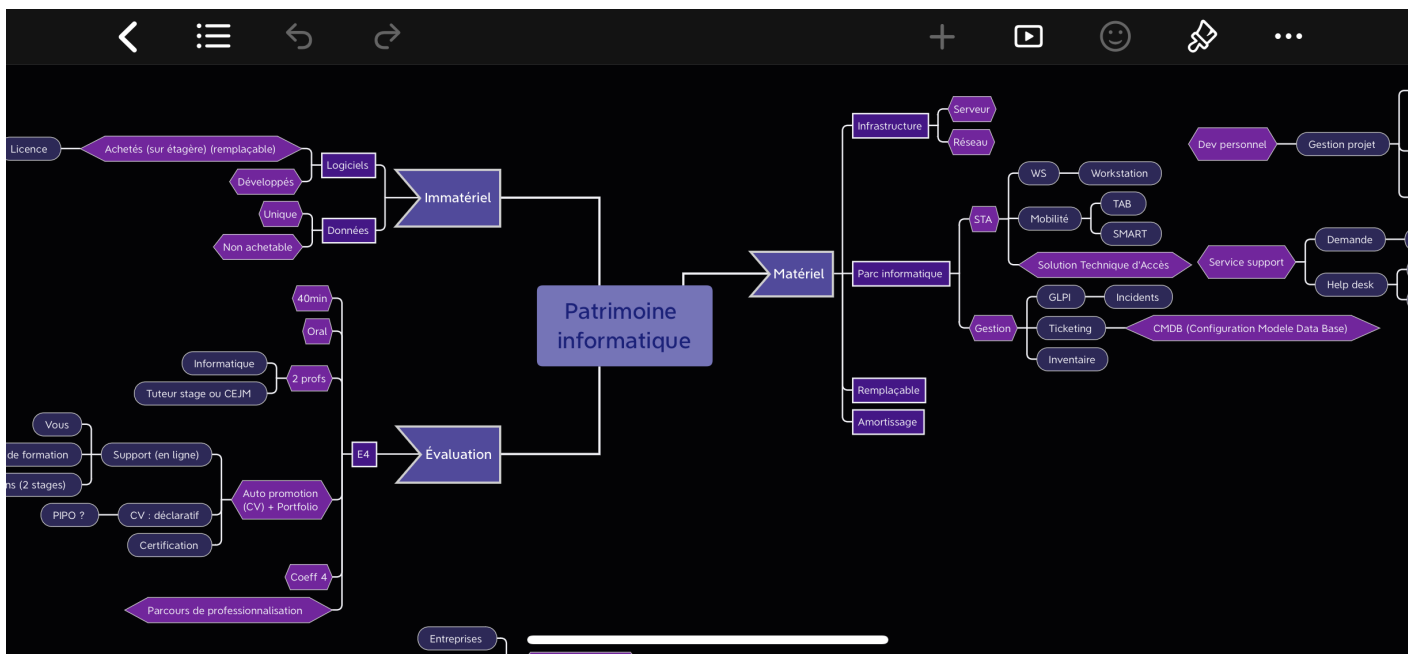 Licence
Achetés (sur étagère) (remplaçable)
Logiciels
Développés
Unique
Données
Non achetable
Immatériel
Patrimoine
informatique
40min
Oral
Informatique
2 profs
Tuteur stage ou CEJM
E4
Évaluation
Vous
de formation
Support (en ligne)
ns (2 stages)
Auto promotion
(CV) + Portfolio
PIPO ?
CV : déclaratif
Certification
Coeff 4
Parcours de professionnalisation
Entreprises
Matériel
Infrastructure
Serveur
Réseau
Parc informatique
STA
WS
Workstation
Mobilité
TAB
SMART
Solution Technique d'Accès
Gestion
GLPI
Incidents
Ticketing
CMDB (Configuration Modele Data Base)
Inventaire
Remplaçable
Amortissage
Dev personnel
Gestion projet
Service support
Demande
Help desk